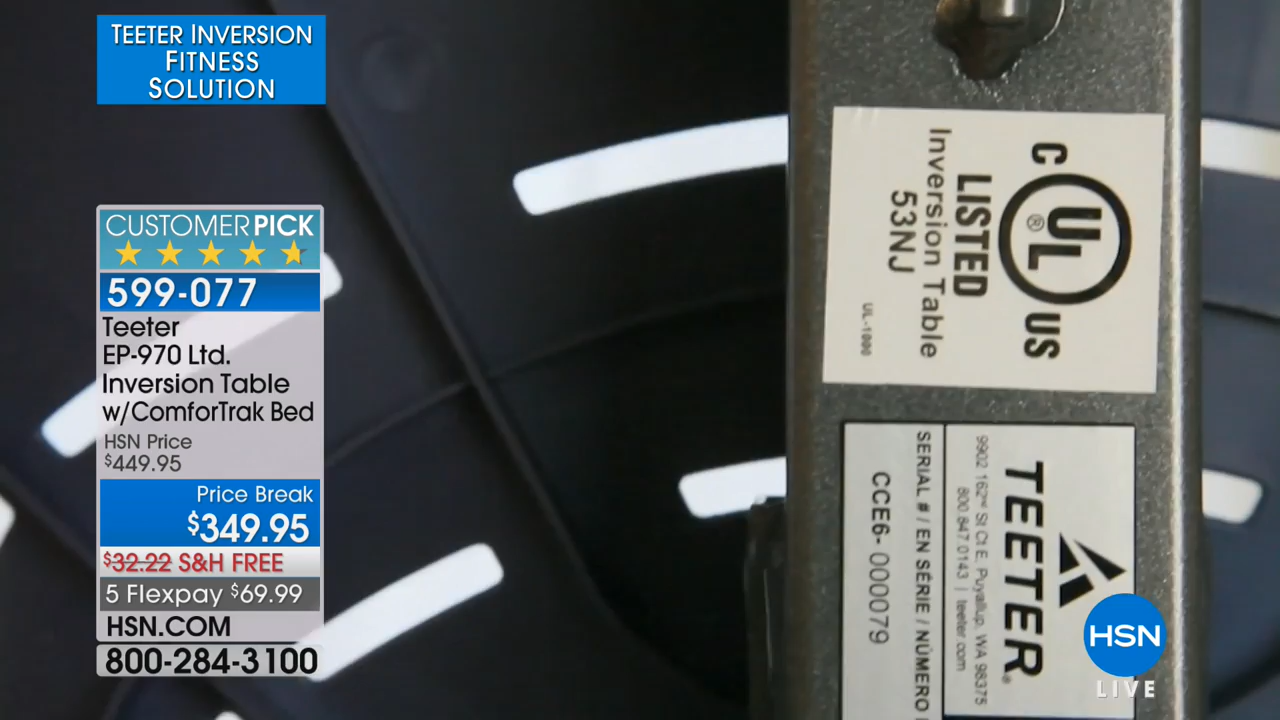 TEETER INVERSION
FITNESS
SOLUTION
CUSTOMER PICK
599-077
Teeter
EP-970 Ltd.
Inversion Table
w/ComforTrak Bed
HSN Price
$449.95
Price Break
$349.95
$32.22 S&H FREE
5 Flexpay $69.99
HSN.COM
800-284-3100
C UL US
®
LISTED
Inversion Table
53NJ
UL-1000
TEETER®
9902 162nd St Ct E. Puyallup, WA 98375
800.847.0143 | teeter.com
SERIAL # / EN SÉRIE / NÚMERO
CCE6- 000079
HSN
LIVE